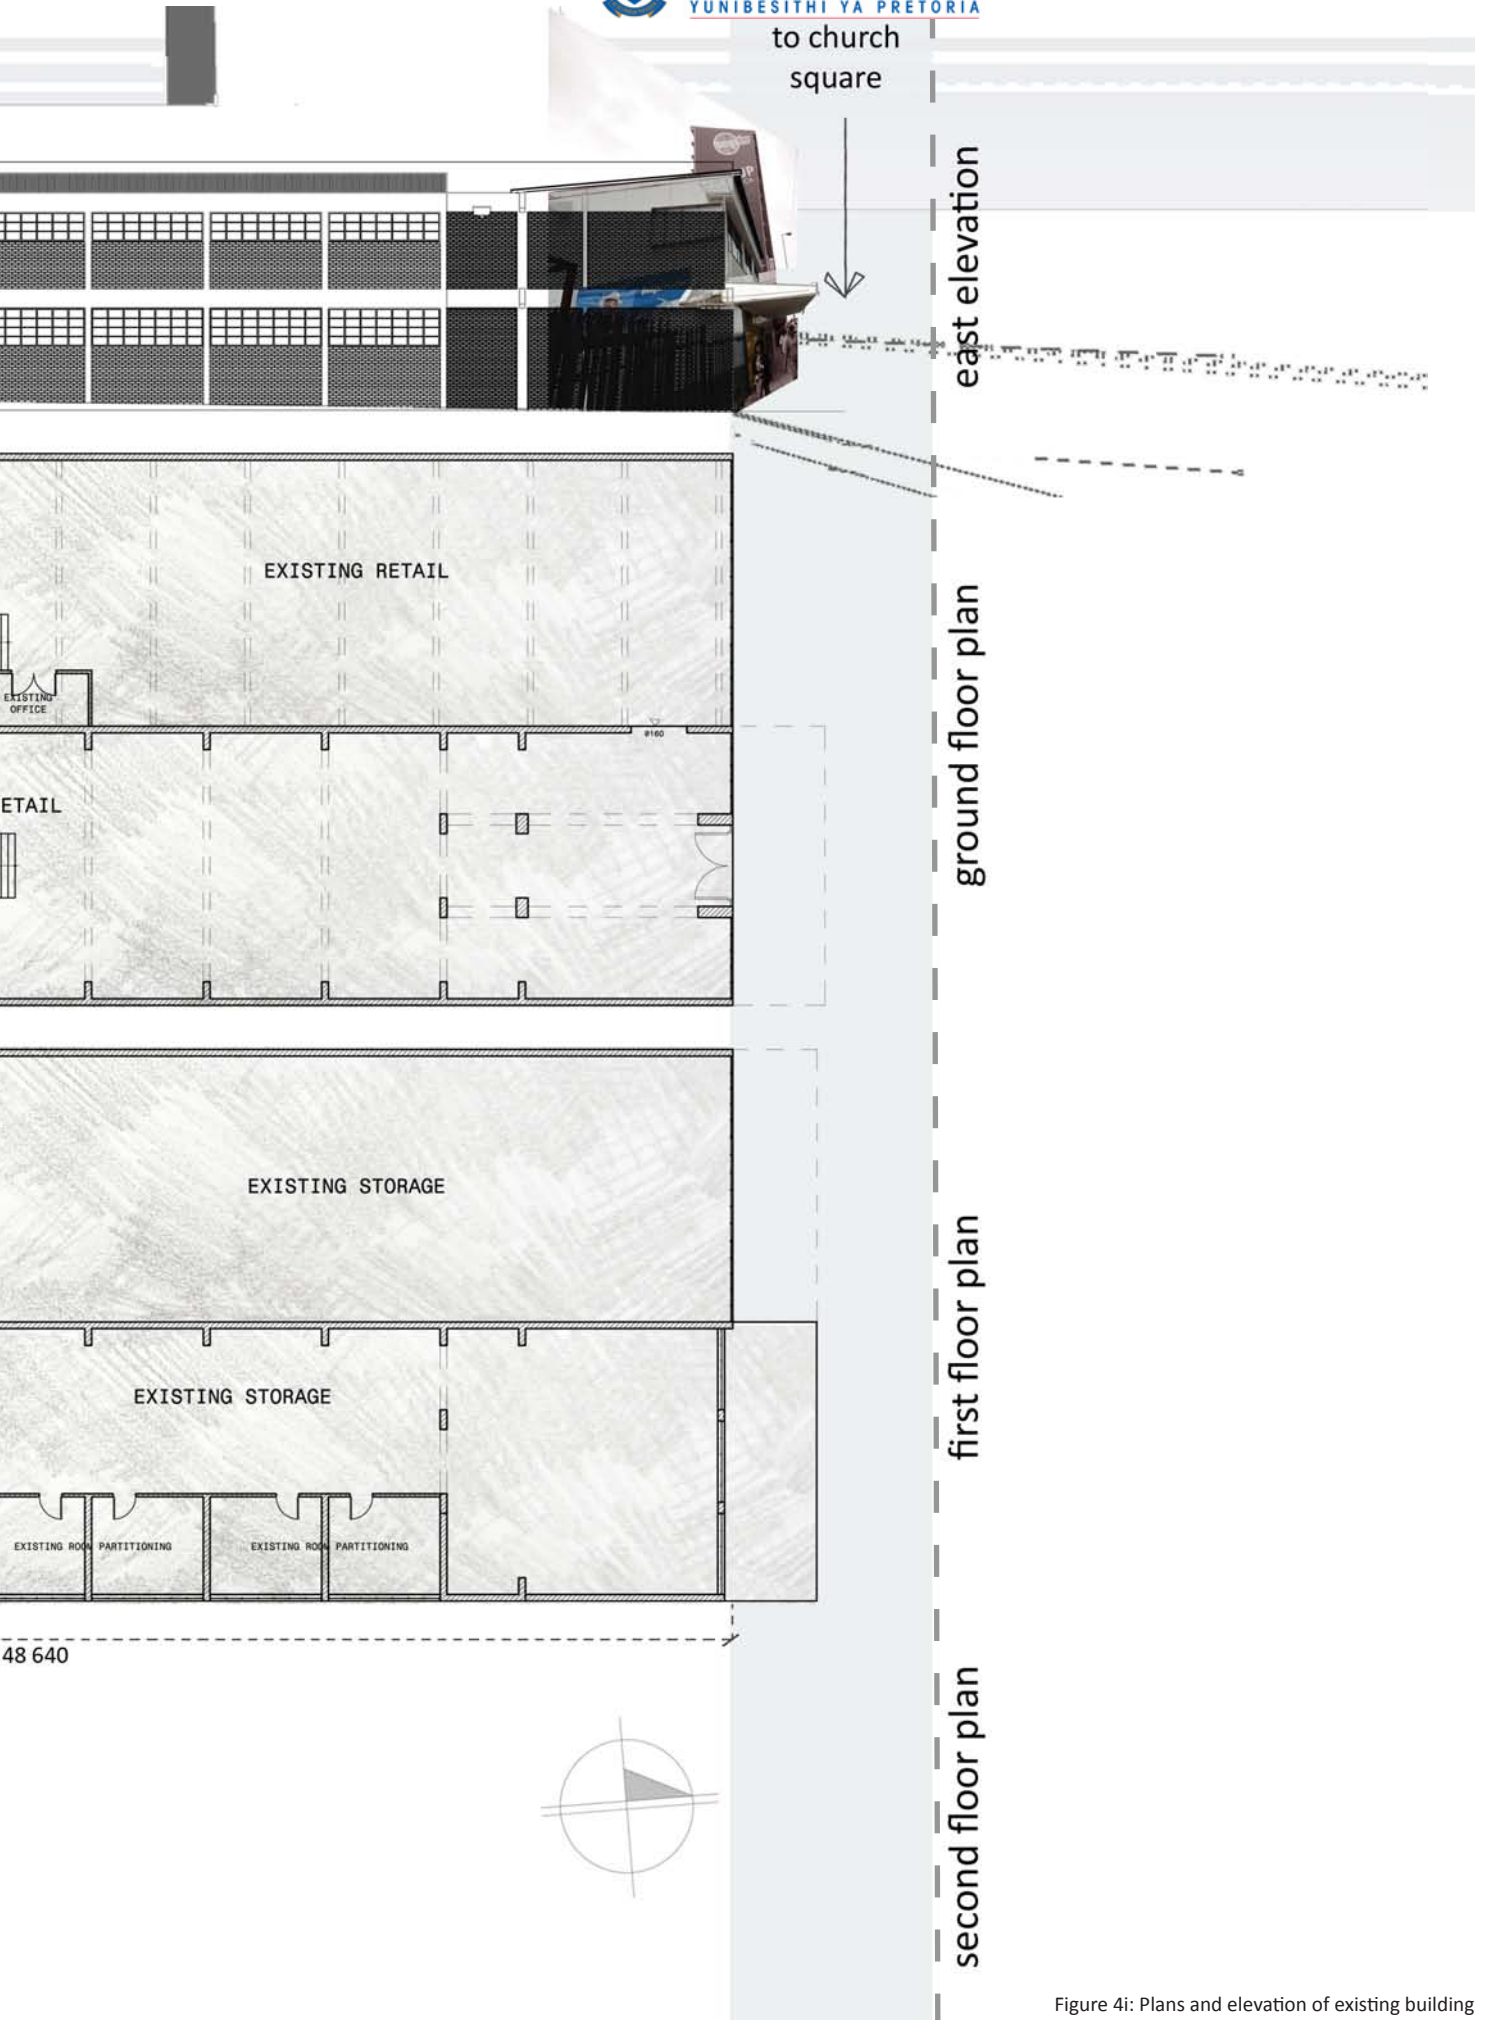 YUNIBESITHI YA PRETORIA
to church
square
east elevation
EXISTING RETAIL
EXISTING
OFFICE
ground floor plan
ETAIL
EXISTING STORAGE
first floor plan
EXISTING STORAGE
EXISTING ROOM PARTITIONING
EXISTING ROOM PARTITIONING
48 640
second floor plan
Figure 4i: Plans and elevation of existing building